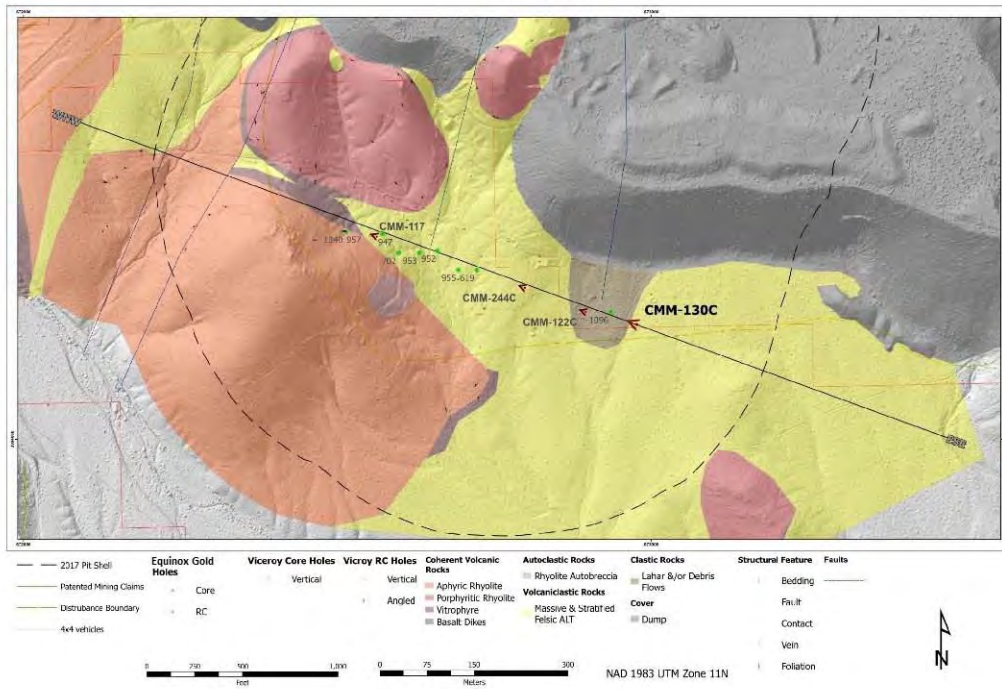 CMM-117
1840 957
947
702
953
952
955-619
CMM-244C
CMM-122C
1096
CMM-130C
2017 Pit Shell
Patented Mining Claims
Distrubance Boundary
4x4 vehicles
Equinox Gold
Holes
Core
RC
Viceroy Core Holes
Vertical
Vicroy RC Holes
Vertical
Angled
Coherent Volcanic
Rocks
Aphyric Rhyolite
Porphyritic Rhyolite
Vitrophyre
Basalt Dikes
Autoclastic Rocks
Rhyolite Autobreccia
Volcaniclastic Rocks
Massive & Stratified
Felsic ALT
Clastic Rocks
Lahar &/or Debris
Flows
Cover
Dump
Structural Feature
Bedding
Fault
Contact
Vein
Foliation
Faults
0 250 500 1,000
Feet
0 75 150 300
Meters
NAD 1983 UTM Zone 11N
N